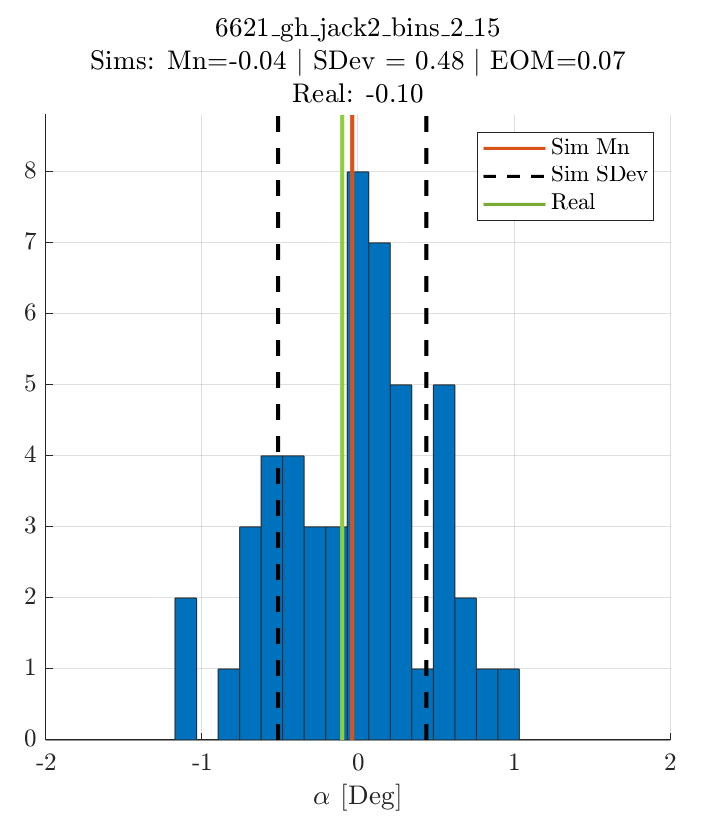 6621_gh_jack2_bins_2_15
Sims: Mn=-0.04 | SDev = 0.48 | EOM=0.07
Real: -0.10
Sim Mn
Sim SDev
Real
8
7
6
5
4
3
2
1
0
-2 -1 0 1 2
α [Deg]